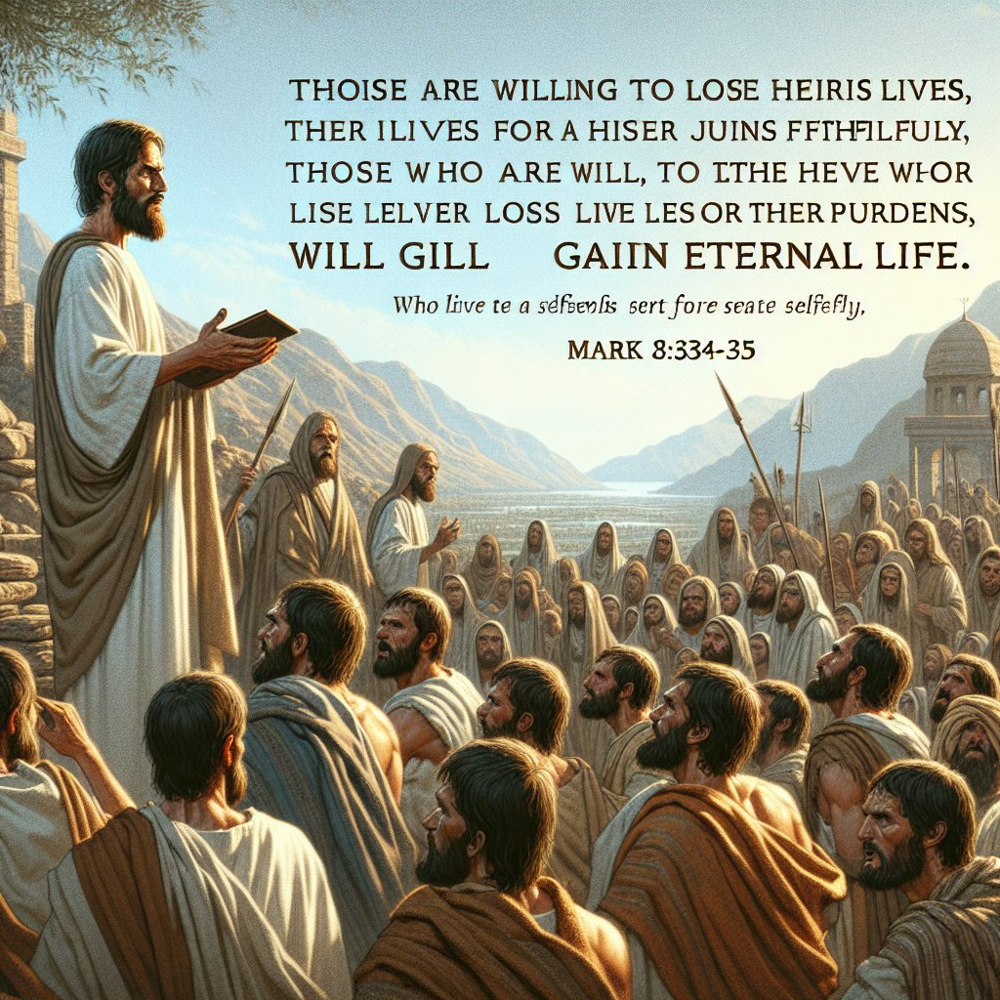 THOISE ARE WILLING TO LOSE HEIRIS LIVES,
THER ILIVES FOR A HISER JUINS FFTHFILFULY,
THOSE WHO ARE WILL, TO ITHE HEVE WHOR
LISE LELVER LOSS LIVE LES OR THER PURDENS,
WILL GILL GAIIN ETERNAL LIFE.
Who live te a sdfsenls sert fore seate selfefly,
MARK 8:334-35